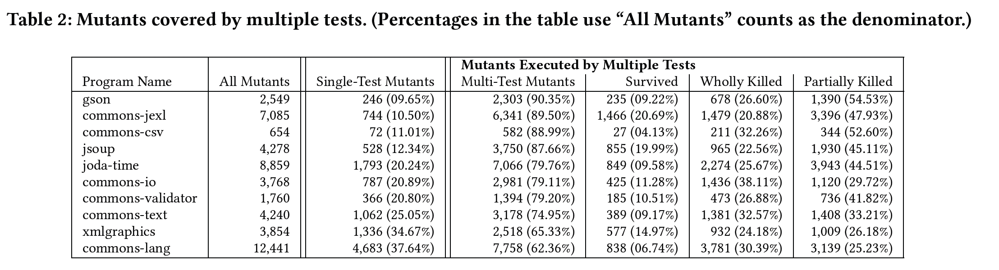 Table 2: Mutants covered by multiple tests. (Percentages in the table use “All Mutants” counts as the denominator.)
Mutants Executed by Multiple Tests
Program Name All Mutants Single-Test Mutants Multi-Test Mutants Survived Wholly Killed Partially Killed
gson 2,549 246 (09.65%) 2,303 (90.35%) 235 (09.22%) 678 (26.60%) 1,390 (54.53%)
commons-jexl 7,085 744 (10.50%) 6,341 (89.50%) 1,466 (20.69%) 1,479 (20.88%) 3,396 (47.93%)
commons-csv 654 72 (11.01%) 582 (88.99%) 27 (04.13%) 211 (32.26%) 344 (52.60%)
jsoup 4,278 528 (12.34%) 3,750 (87.66%) 855 (19.99%) 965 (22.56%) 1,930 (45.11%)
joda-time 8,859 1,793 (20.24%) 7,066 (79.76%) 849 (09.58%) 2,274 (25.67%) 3,943 (44.51%)
commons-io 3,768 787 (20.89%) 2,981 (79.11%) 425 (11.28%) 1,436 (38.11%) 1,120 (29.72%)
commons-validator 1,760 366 (20.80%) 1,394 (79.20%) 185 (10.51%) 473 (26.88%) 736 (41.82%)
commons-text 4,240 1,062 (25.05%) 3,178 (74.95%) 389 (09.17%) 1,381 (32.57%) 1,408 (33.21%)
xmlgraphics 3,854 1,336 (34.67%) 2,518 (65.33%) 577 (14.97%) 932 (24.18%) 1,009 (26.18%)
commons-lang 12,441 4,683 (37.64%) 7,758 (62.36%) 838 (06.74%) 3,781 (30.39%) 3,139 (25.23%)